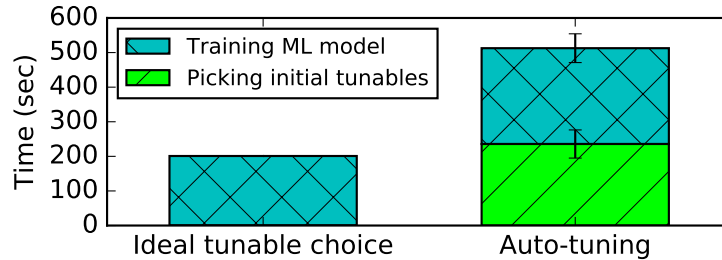 600
500
400
300
200
100
0
Time (sec)
Training ML model
Picking initial tunables
Ideal tunable choice
Auto-tuning